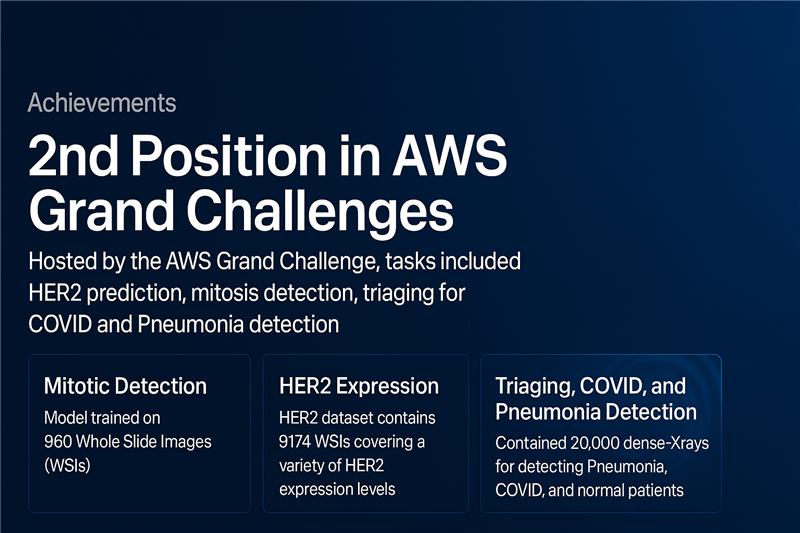 Achievements
2nd Position in AWS
Grand Challenges
Hosted by the AWS Grand Challenge, tasks included
HER2 prediction, mitosis detection, triaging for
COVID and Pneumonia detection
Mitotic Detection
Model trained on
960 Whole Slide Images
(WSIs)
HER2 Expression
HER2 dataset contains
9174 WSIs covering a
variety of HER2
expression levels
Triaging, COVID, and
Pneumonia Detection
Contained 20,000 dense-Xrays
for detecting Pneumonia,
COVID, and normal patients